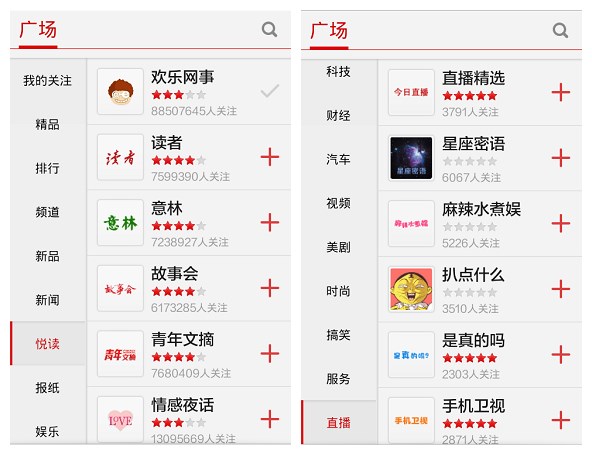 广场
我的关注
精品
排行
频道
新品
新闻
悦读
报纸
娱乐
欢乐网事
88507645人关注
读者
读者
7599390人关注
意林
意林
7238927人关注
故事会
故事会
6173285人关注
青年文摘
青年文摘
7680409人关注
LOVE
情感夜话
13095669人关注
广场
科技
财经
汽车
视频
美剧
时尚
搞笑
服务
直播
今日直播
直播精选
3791人关注
星座密语
星座密语
6067人关注
麻辣水煮娱
麻辣水煮娱
5226人关注
扒点什么
3510人关注
是真的吗?
是真的吗
2303人关注
手机卫视
手机卫视
2871人关注